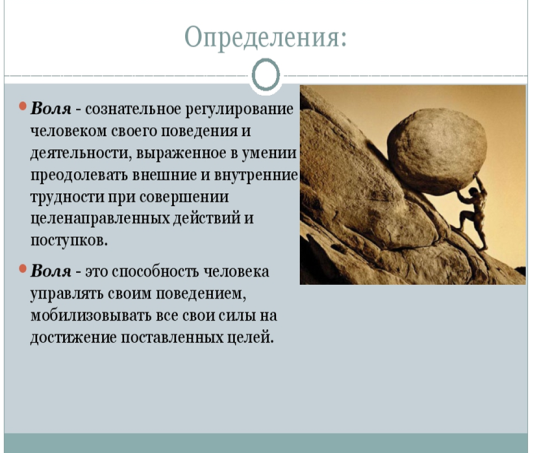 Определения:
Воля - сознательное регулирование
человеком своего поведения и
деятельности, выраженное в умении
преодолевать внешние и внутренние
трудности при совершении
целенаправленных действий и
поступков.
Воля - это способность человека
управлять своим поведением,
мобилизовывать все свои силы на
достижение поставленных целей.